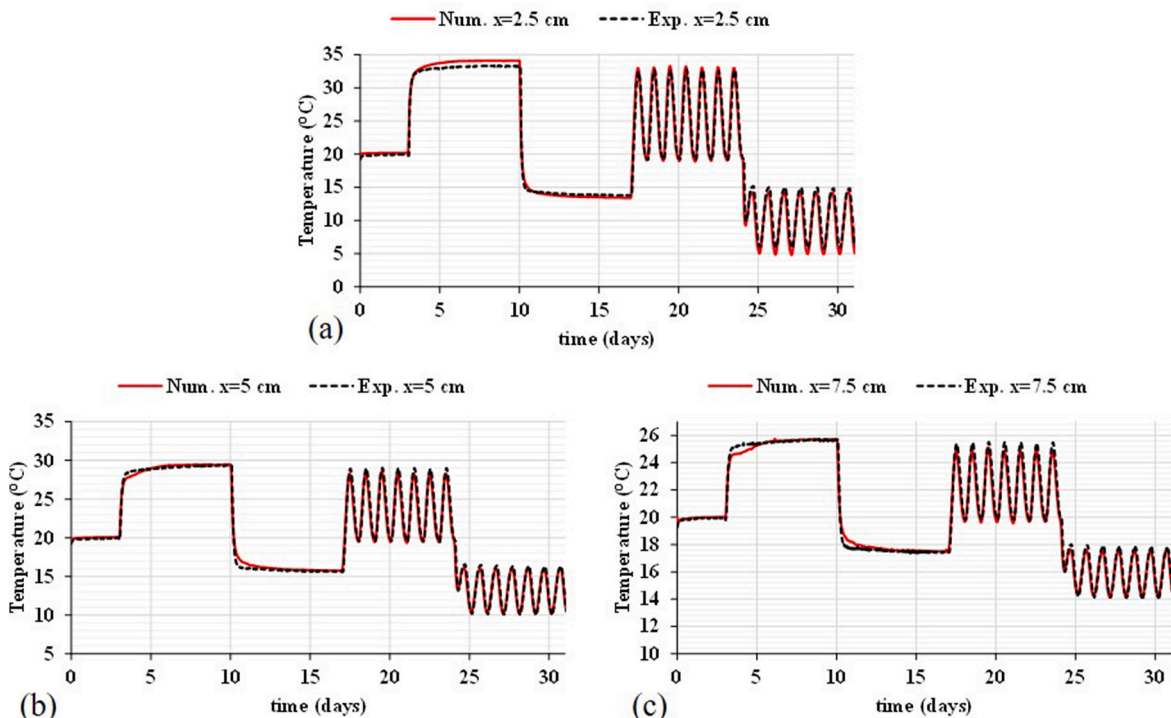 Num. x=2.5 cm Exp. x=2.5 cm
35
30
25
20
15
10
5
0
Temperature (°C)
0 5 10 15 20 25 30
time (days)
(a)
Num. x=5 cm Exp. x=5 cm
35
30
25
20
15
10
5
Temperature (°C)
0 5 10 15 20 25 30
time (days)
(b)
Num. x=7.5 cm Exp. x=7.5 cm
26
24
22
20
18
16
14
12
10
Temperature (°C)
0 5 10 15 20 25 30
time (days)
(c)